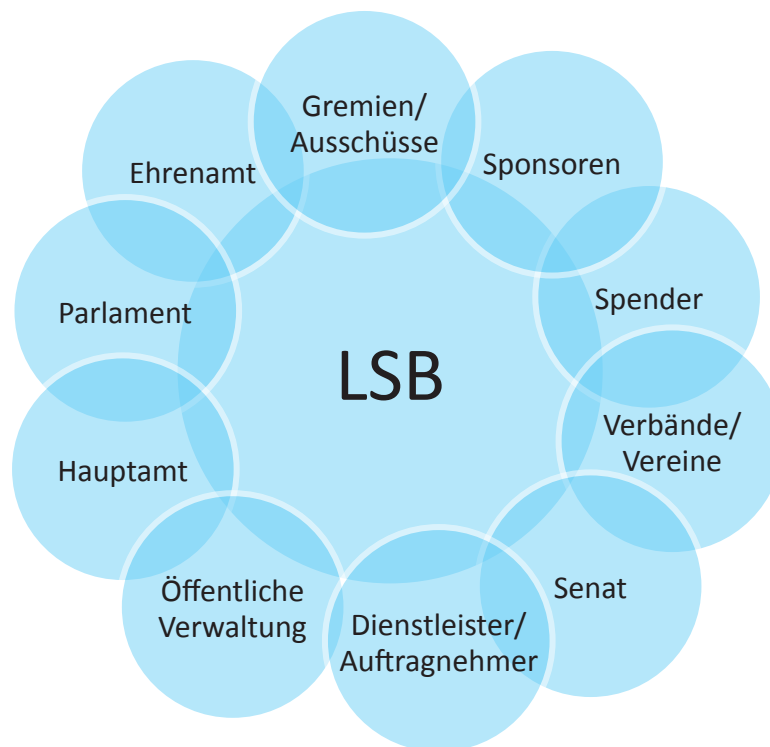 Gremien/
Ausschüsse
Sponsoren
Ehrenamt
Spender
Parlament
LSB
Verbände/
Vereine
Hauptamt
Senat
Öffentliche
Verwaltung
Dienstleister/
Auftragnehmer